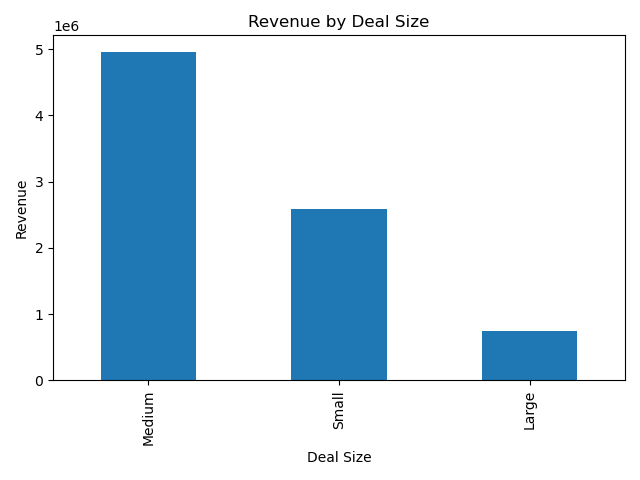 Revenue by Deal Size
1e6
5
4
3
2
1
0
Revenue
Medium
Small
Large
Deal Size